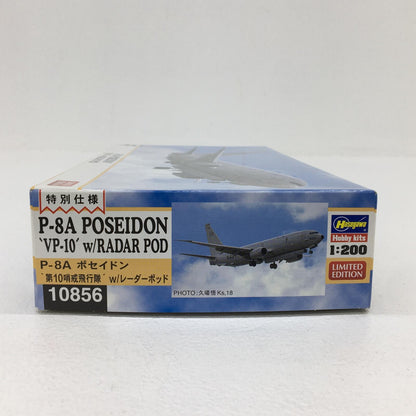 特別仕様
P-8A POSEIDON
`VP-10´ w/RADAR POD
P-8A ポセイドン
`第10哨戒飛行隊´ w/レーダーポッド
10856
PHOTO:久場悟 Ks,18
Hasegawa
Hobby kits
1:200
LIMITED
EDITION